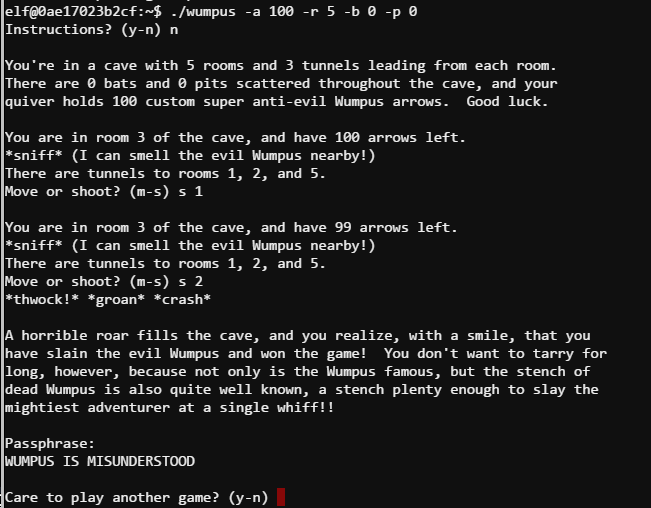 elf@0ae17023b2cf:~$ ./wumpus -a 100 -r 5 -b 0 -p 0
Instructions? (y-n) n
You're in a cave with 5 rooms and 3 tunnels leading from each room.
There are 0 bats and 0 pits scattered throughout the cave, and your
quiver holds 100 custom super anti-evil Wumpus arrows.  Good luck.
You are in room 3 of the cave, and have 100 arrows left.
*sniff* (I can smell the evil Wumpus nearby!)
There are tunnels to rooms 1, 2, and 5.
Move or shoot? (m-s) s 1
You are in room 3 of the cave, and have 99 arrows left.
*sniff* (I can smell the evil Wumpus nearby!)
There are tunnels to rooms 1, 2, and 5.
Move or shoot? (m-s) s 2
*thwock!* *groan* *crash*
A horrible roar fills the cave, and you realize, with a smile, that you
have slain the evil Wumpus and won the game!  You don't want to tarry for
long, however, because not only is the Wumpus famous, but the stench of
dead Wumpus is also quite well known, a stench plenty enough to slay the
mightiest adventurer at a single whiff!!
Passphrase:
WUMPUS IS MISUNDERSTOOD
Care to play another game? (y-n)